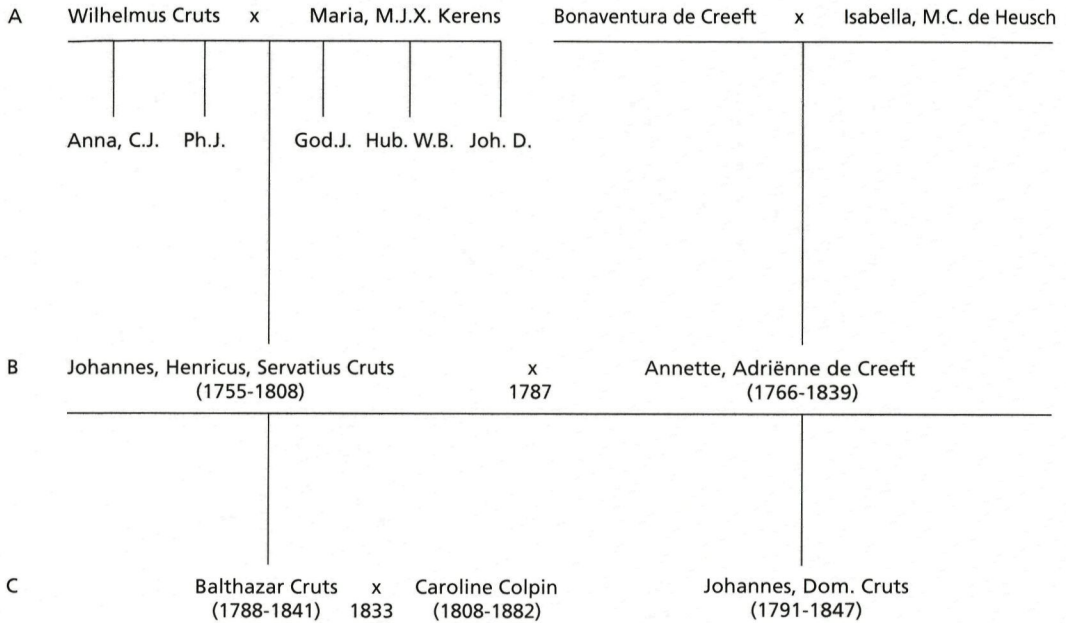 A Wilhelmus Cruts x Maria, M.J.X. Kerens Bonaventura de Creeft x Isabella, M.C. de Heusch
Anna, C.J. Ph.J. God.J. Hub. W.B. Joh. D.
B Johannes, Henricus, Servatius Cruts x Annette, Adriënne de Creeft
(1755-1808) 1787 (1766-1839)
C Balthazar Cruts x Caroline Colpin Johannes, Dom. Cruts
(1788-1841) 1833 (1808-1882) (1791-1847)